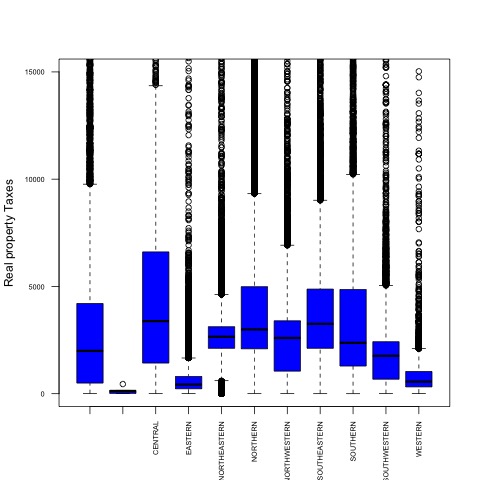 Real property Taxes
15000
10000
5000
0
CENTRAL
EASTERN
NORTHEASTERN
NORTHERN
NORTHWESTERN
SOUTHEASTERN
SOUTHERN
SOUTHWESTERN
WESTERN